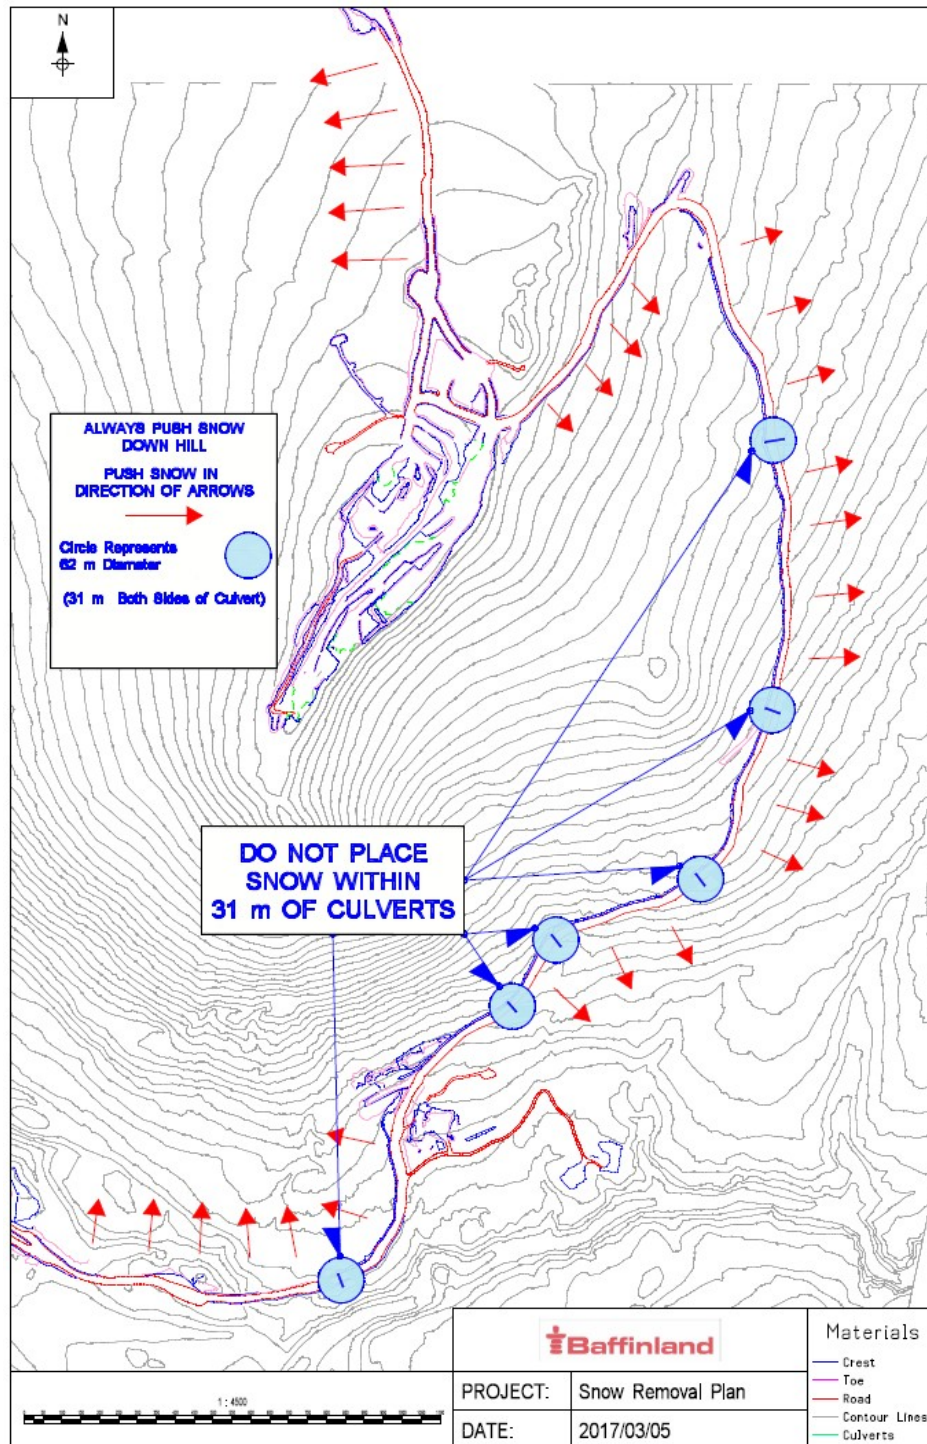 N
ALWAYS PUSH SNOW
DOWN HILL
PUSH SNOW IN
DIRECTION OF ARROWS
Circle Represents
62 m Diameter
(31 m Both Sides of Culvert)
DO NOT PLACE
SNOW WITHIN
31 m OF CULVERTS
Baffinland
PROJECT: Snow Removal Plan
DATE: 2017/03/05
1 : 4500
Materials
Crest
Toe
Road
Contour Lines
Culverts